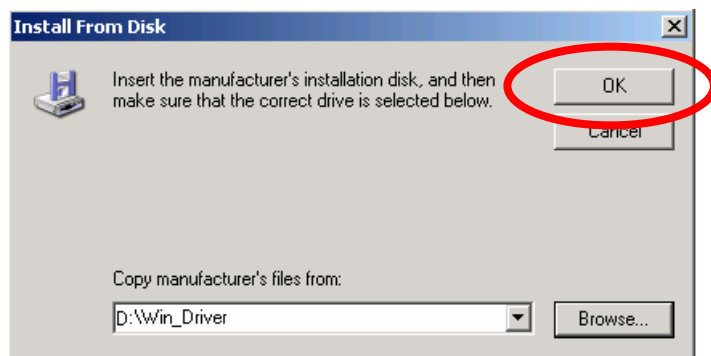 Install From Disk
Insert the manufacturer's installation disk, and then
make sure that the correct drive is selected below.
OK
Cancel
Copy manufacturer's files from:
D:\Win_Driver
Browse...